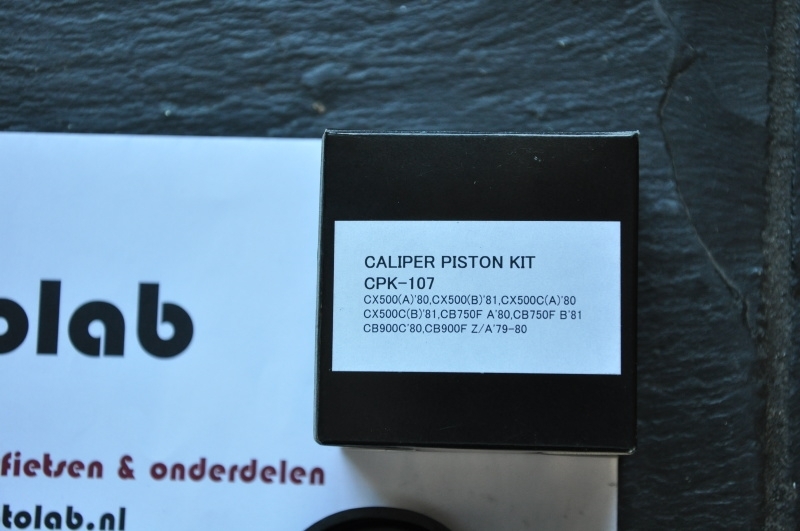 CALIPER PISTON KIT
CPK-107
CX500(A)'80,CX500(B)'81,CX500C(A)'80
CX500C(B)'81,CB750F A'80,CB750F B'81
CB900C'80,CB900F Z/A'79-80
olab
fietsen & onderdelen
tolab.nl